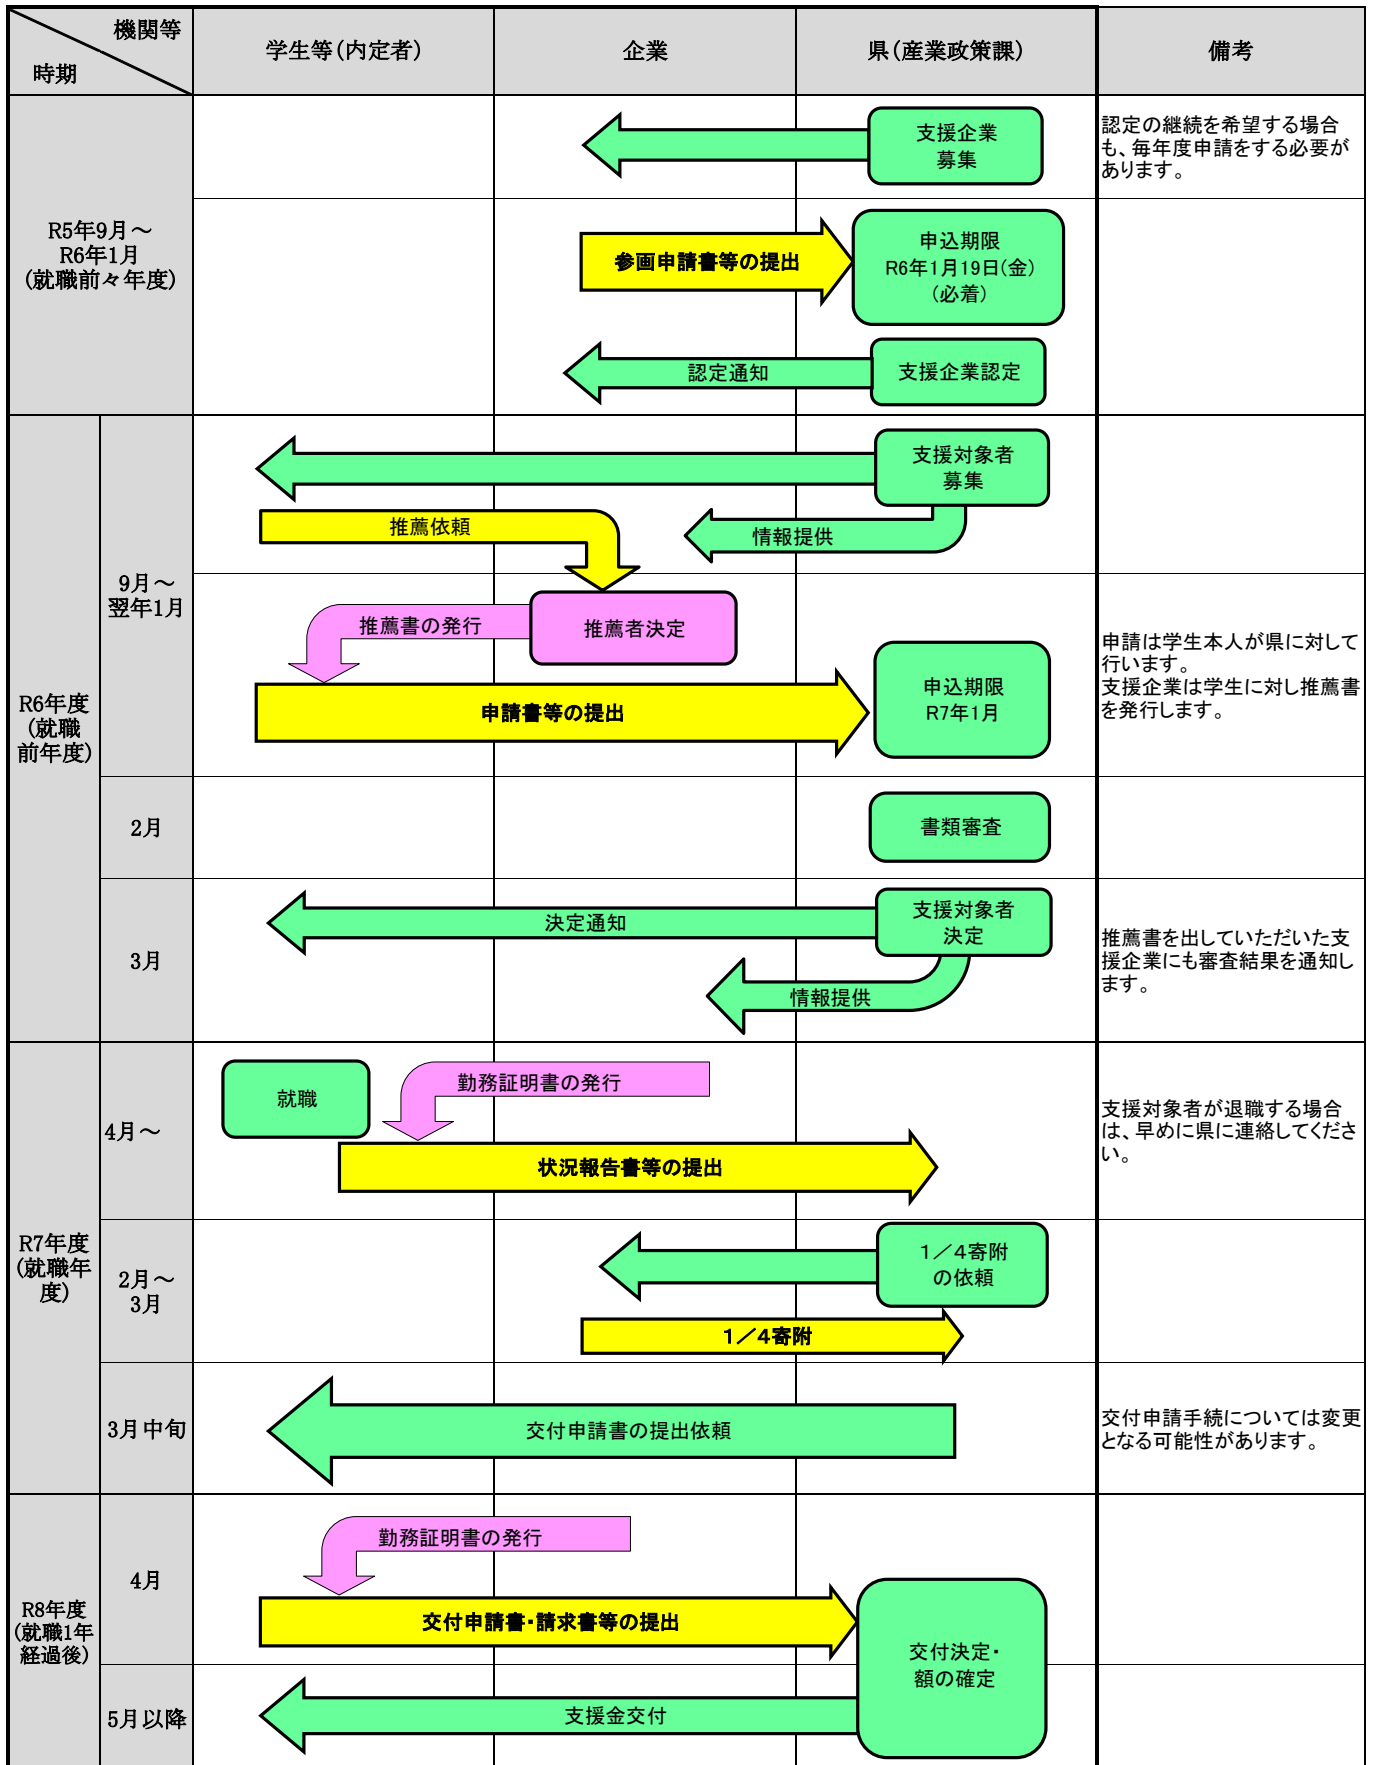 機関等
時期
学生等(内定者)
企業
県(産業政策課)
備考
R5年9月～
R6年1月
(就職前々年度)
支援企業
募集
認定の継続を希望する場合
も、毎年度申請をする必要が
あります。
参画申請書等の提出
申込期限
R6年1月19日(金)
(必着)
認定通知
支援企業認定
R6年度
(就職
前年度)
9月～
翌年1月
支援対象者
募集
推薦依頼
情報提供
推薦書の発行
推薦者決定
申請書等の提出
申込期限
R7年1月
申請は学生本人が県に対して
行います。
支援企業は学生に対し推薦書
を発行します。
2月
書類審査
3月
決定通知
支援対象者
決定
情報提供
推薦書を出していただいた支
援企業にも審査結果を通知し
ます。
R7年度
(就職年
度)
4月～
就職
勤務証明書の発行
状況報告書等の提出
支援対象者が退職する場合
は、早めに県に連絡してくださ
い。
2月～
3月
1／4寄附
の依頼
1／4寄附
3月中旬
交付申請書の提出依頼
交付申請手続については変更
となる可能性があります。
R8年度
(就職1年
経過後)
4月
勤務証明書の発行
交付申請書・請求書等の提出
交付決定・
額の確定
5月以降
支援金交付